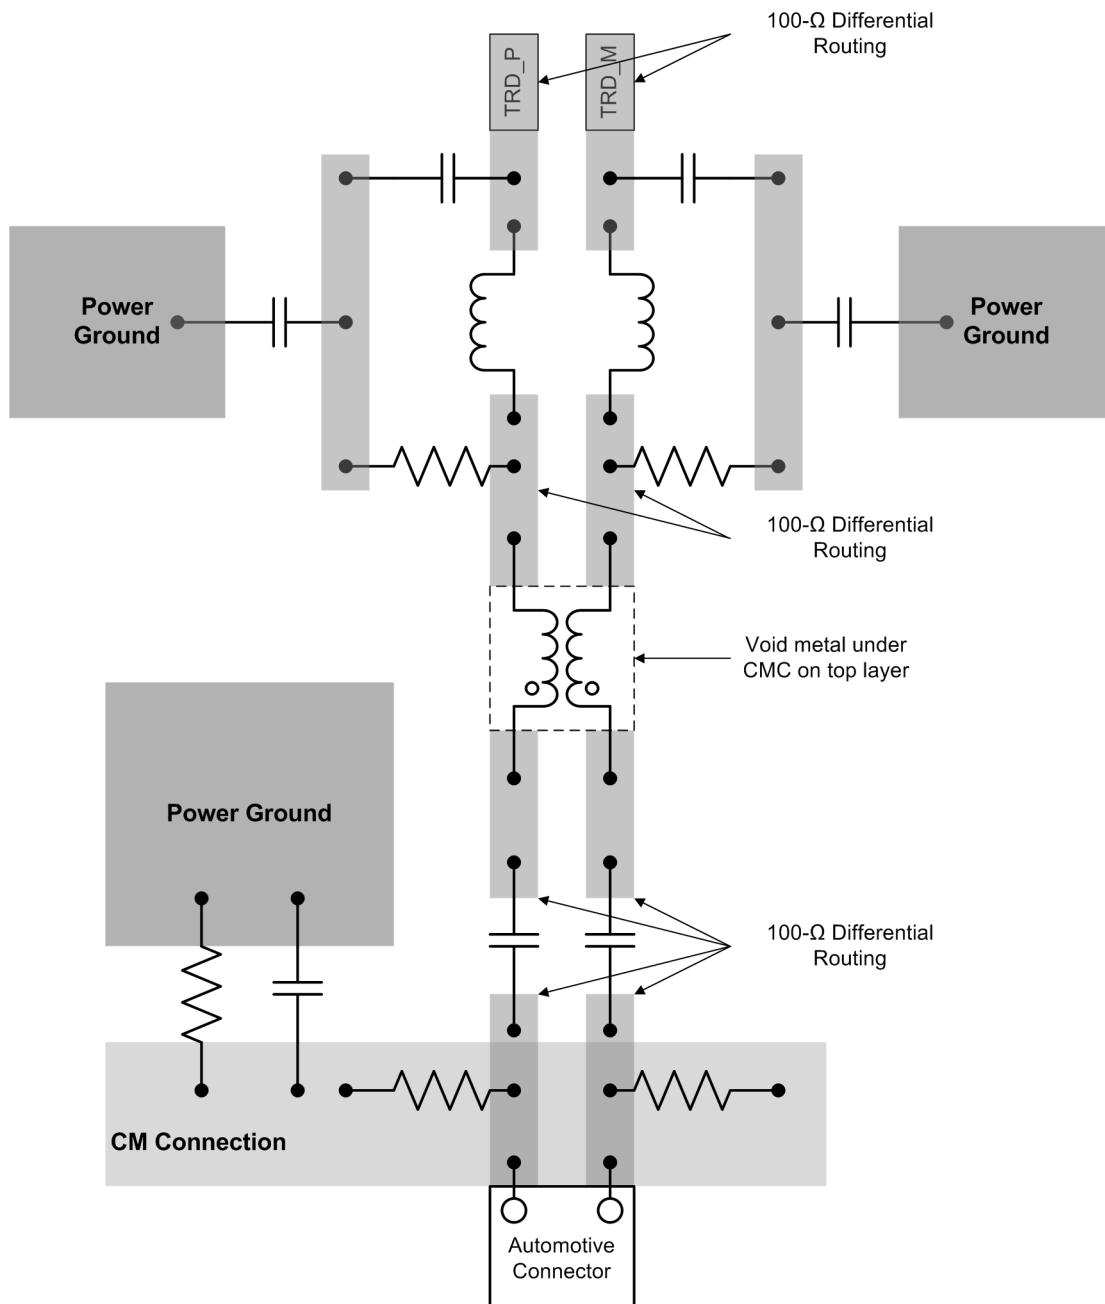 100-Ω Differential
Routing
TRD_P
TRD_M
Power
Ground
Power
Ground
100-Ω Differential
Routing
Void metal under
CMC on top layer
Power Ground
100-Ω Differential
Routing
CM Connection
Automotive
Connector